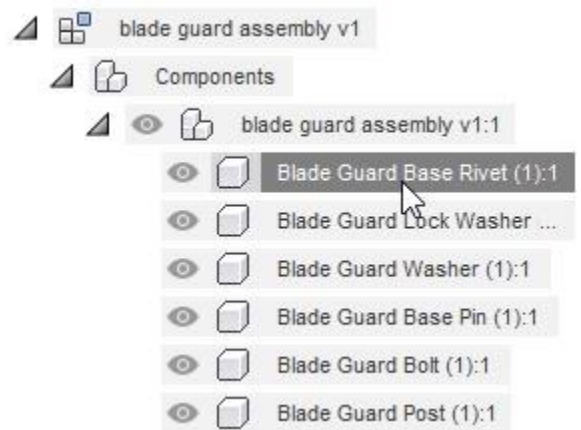 blade guard assembly v1
Components
blade guard assembly v1:1
Blade Guard Base Rivet (1):1
Blade Guard Lock Washer ...
Blade Guard Washer (1):1
Blade Guard Base Pin (1):1
Blade Guard Bolt (1):1
Blade Guard Post (1):1